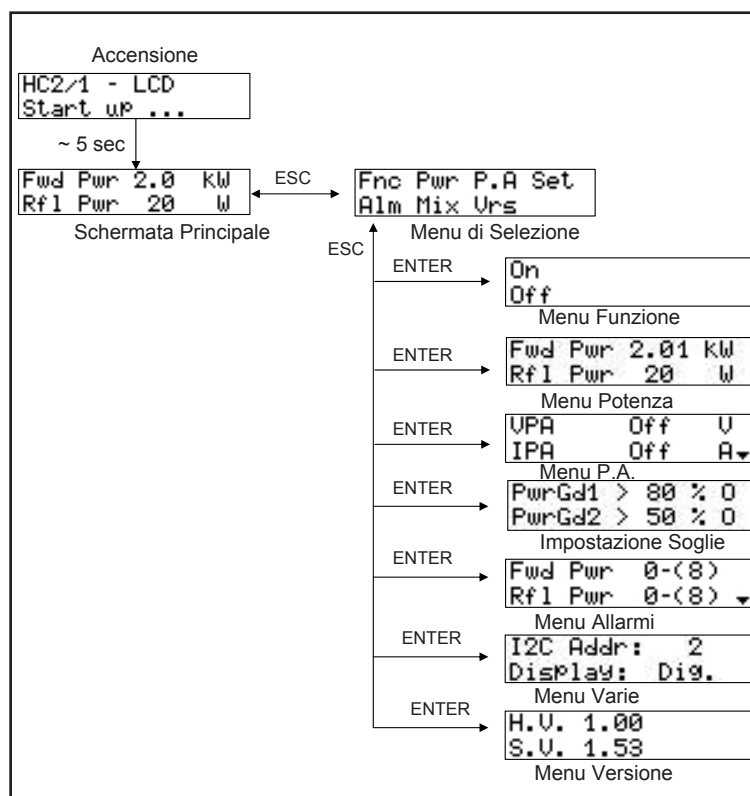 Accensione
HC2/1 - LCD
Start up ...
~ 5 sec
Fwd Pwr 2.0 KW
Rfl Pwr 20 W
Schermata Principale
ESC
Fnc Pwr P.A Set
Alm Mix Vrs
Menu di Selezione
ESC
ENTER
On
Off
Menu Funzione
ENTER
Fwd Pwr 2.01 KW
Rfl Pwr 20 W
Menu Potenza
ENTER
VPA Off V
IPA Off A
Menu P.A.
ENTER
PwrGd1 > 80 % O
PwrGd2 > 50 % O
Impostazione Soglie
ENTER
Fwd Pwr 0-(8)
Rfl Pwr 0-(8)
Menu Allarmi
ENTER
I2C Addr: 2
Display: Dig.
Menu Varie
ENTER
H.V. 1.00
S.V. 1.53
Menu Versione